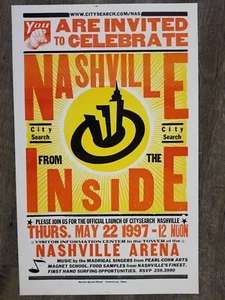 WWW.CITYSEARCH.COM/NAS
You ARE INVITED
TO CELEBRATE
NASHVILLE
City Search
City Search
FROM THE
INSIDE
PLEASE JOIN US FOR THE OFFICIAL LAUNCH OF CITYSEARCH NASHVILLE
THURS. MAY 22 1997 - 12 NOON
VISITOR INFORMATION CENTER in the TOWER of the
NASHVILLE ARENA
MUSIC by the MADRIGAL SINGERS from PEARL COHN ARTS
MAGNET SCHOOL, FOOD SAMPLES from NASHVILLE'S FINEST,
FIRST HAND SURFING OPPORTUNITIES. RSVP 259.3990